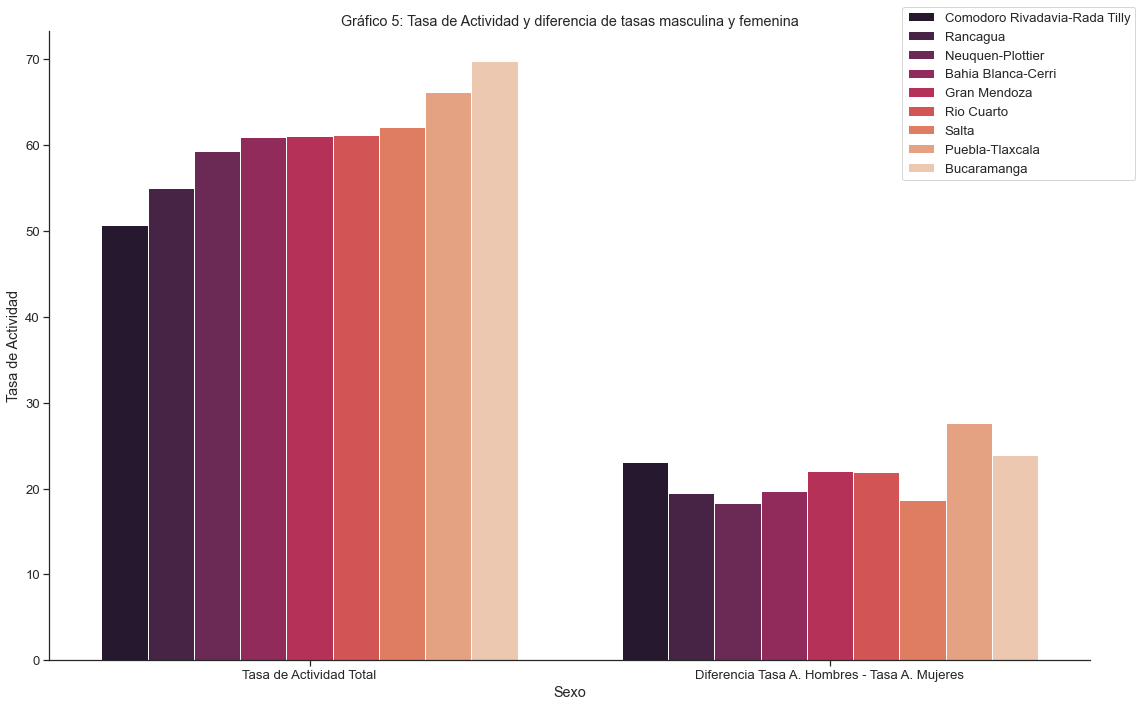 Gráfico 5: Tasa de Actividad y diferencia de tasas masculina y femenina
Comodoro Rivadavia-Rada Tilly
Rancagua
Neuquen-Plottier
Bahia Blanca-Cerri
Gran Mendoza
Rio Cuarto
Salta
Puebla-Tlaxcala
Bucaramanga
Tasa de Actividad
70
60
50
40
30
20
10
0
Tasa de Actividad Total
Diferencia Tasa A. Hombres - Tasa A. Mujeres
Sexo